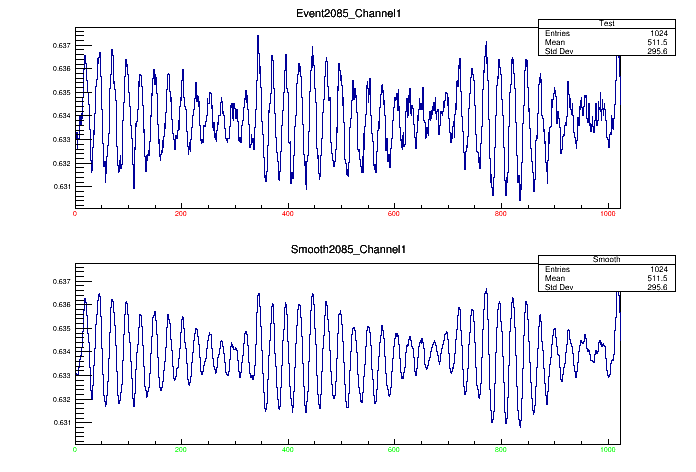 Event2085_Channel1
Test
Entries 1024
Mean 511.5
Std Dev 295.6
0.637
0.636
0.635
0.634
0.633
0.632
0.631
0 200 400 600 800 1000
Smooth2085_Channel1
Smooth
Entries 1024
Mean 511.5
Std Dev 295.6
0.637
0.636
0.635
0.634
0.633
0.632
0.631
0 200 400 600 800 1000